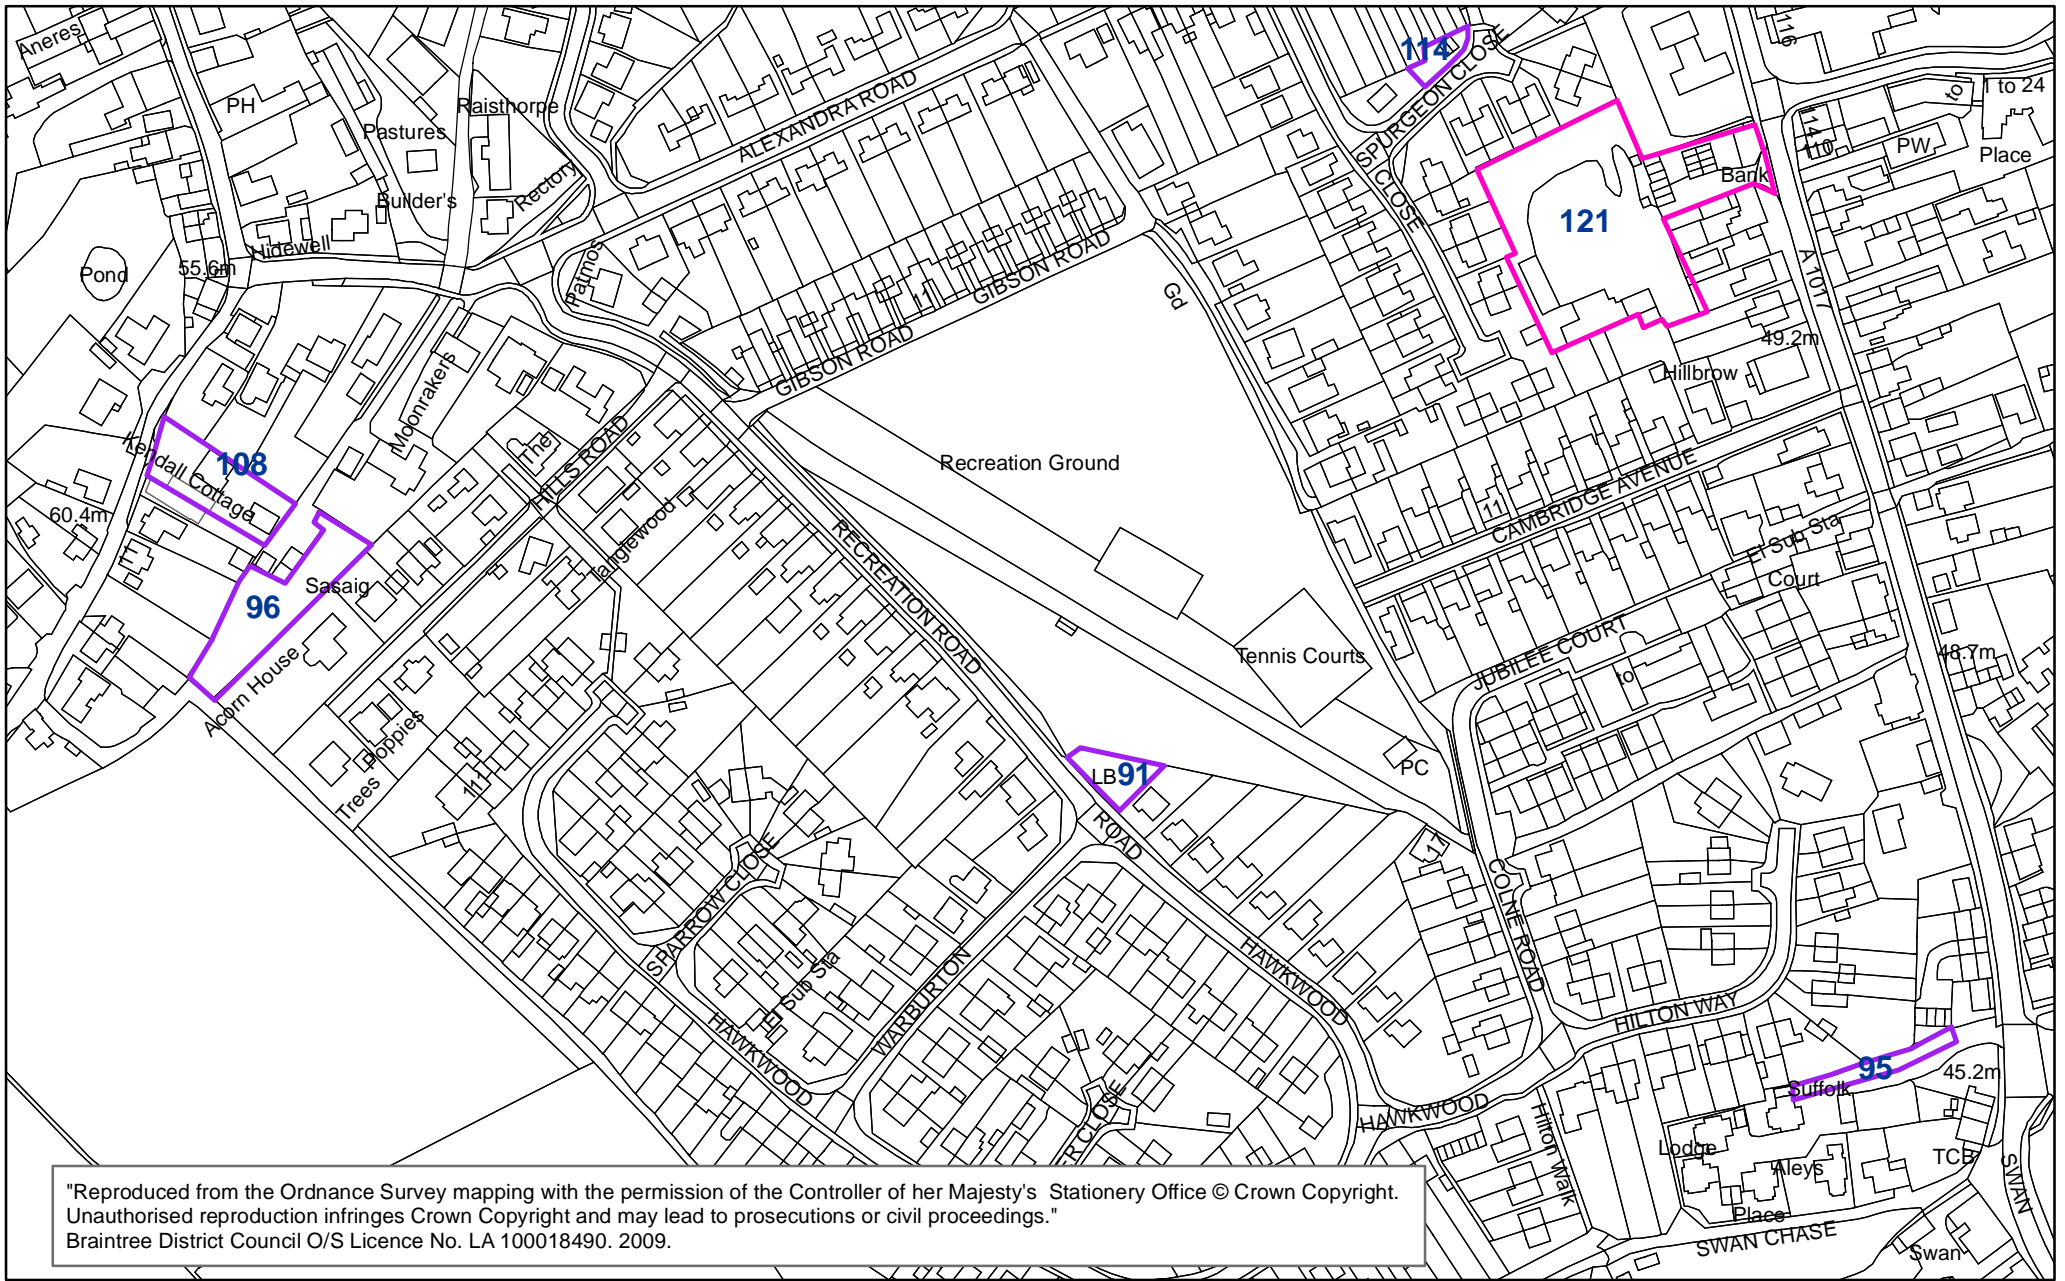 Aneres
PH
Raisthorpe
Pastures
Builder's
Rectory
Hidewell
Pond
55.6m
Patmos
ALEXANDRA ROAD
GIBSON ROAD
11
GIBSON ROAD
Gd
114
SPURGEON CLOSE
CLOSE
116
to
1 to 24
114
110
PW
Place
Bank
121
A 1017
49.2m
Hillbrow
Moonrakers
The
HILLS ROAD
Kendall Cottage
108
60.4m
Sasaig
96
Acorn House
Tanglewood
Poppies
Trees
111
Recreation Ground
RECREATION ROAD
Tennis Courts
11
CAMBRIDGE AVENUE
El Sub Sta
Court
JUBILEE COURT
to
48.7m
PC
LB
91
ROAD
17
COLNE ROAD
SPARROW CLOSE
El Sub Sta
WARBURTON
HAWKWOOD
HAWKWOOD
HILTON WAY
95
Suffolk
45.2m
HAWKWOOD
Hilton Walk
ER CLOSE
Lodge
Aleys
TCB
SWAN
Place
SWAN CHASE
Swan
"Reproduced from the Ordnance Survey mapping with the permission of the Controller of her Majesty's Stationery Office © Crown Copyright.
Unauthorised reproduction infringes Crown Copyright and may lead to prosecutions or civil proceedings."
Braintree District Council O/S Licence No. LA 100018490. 2009.